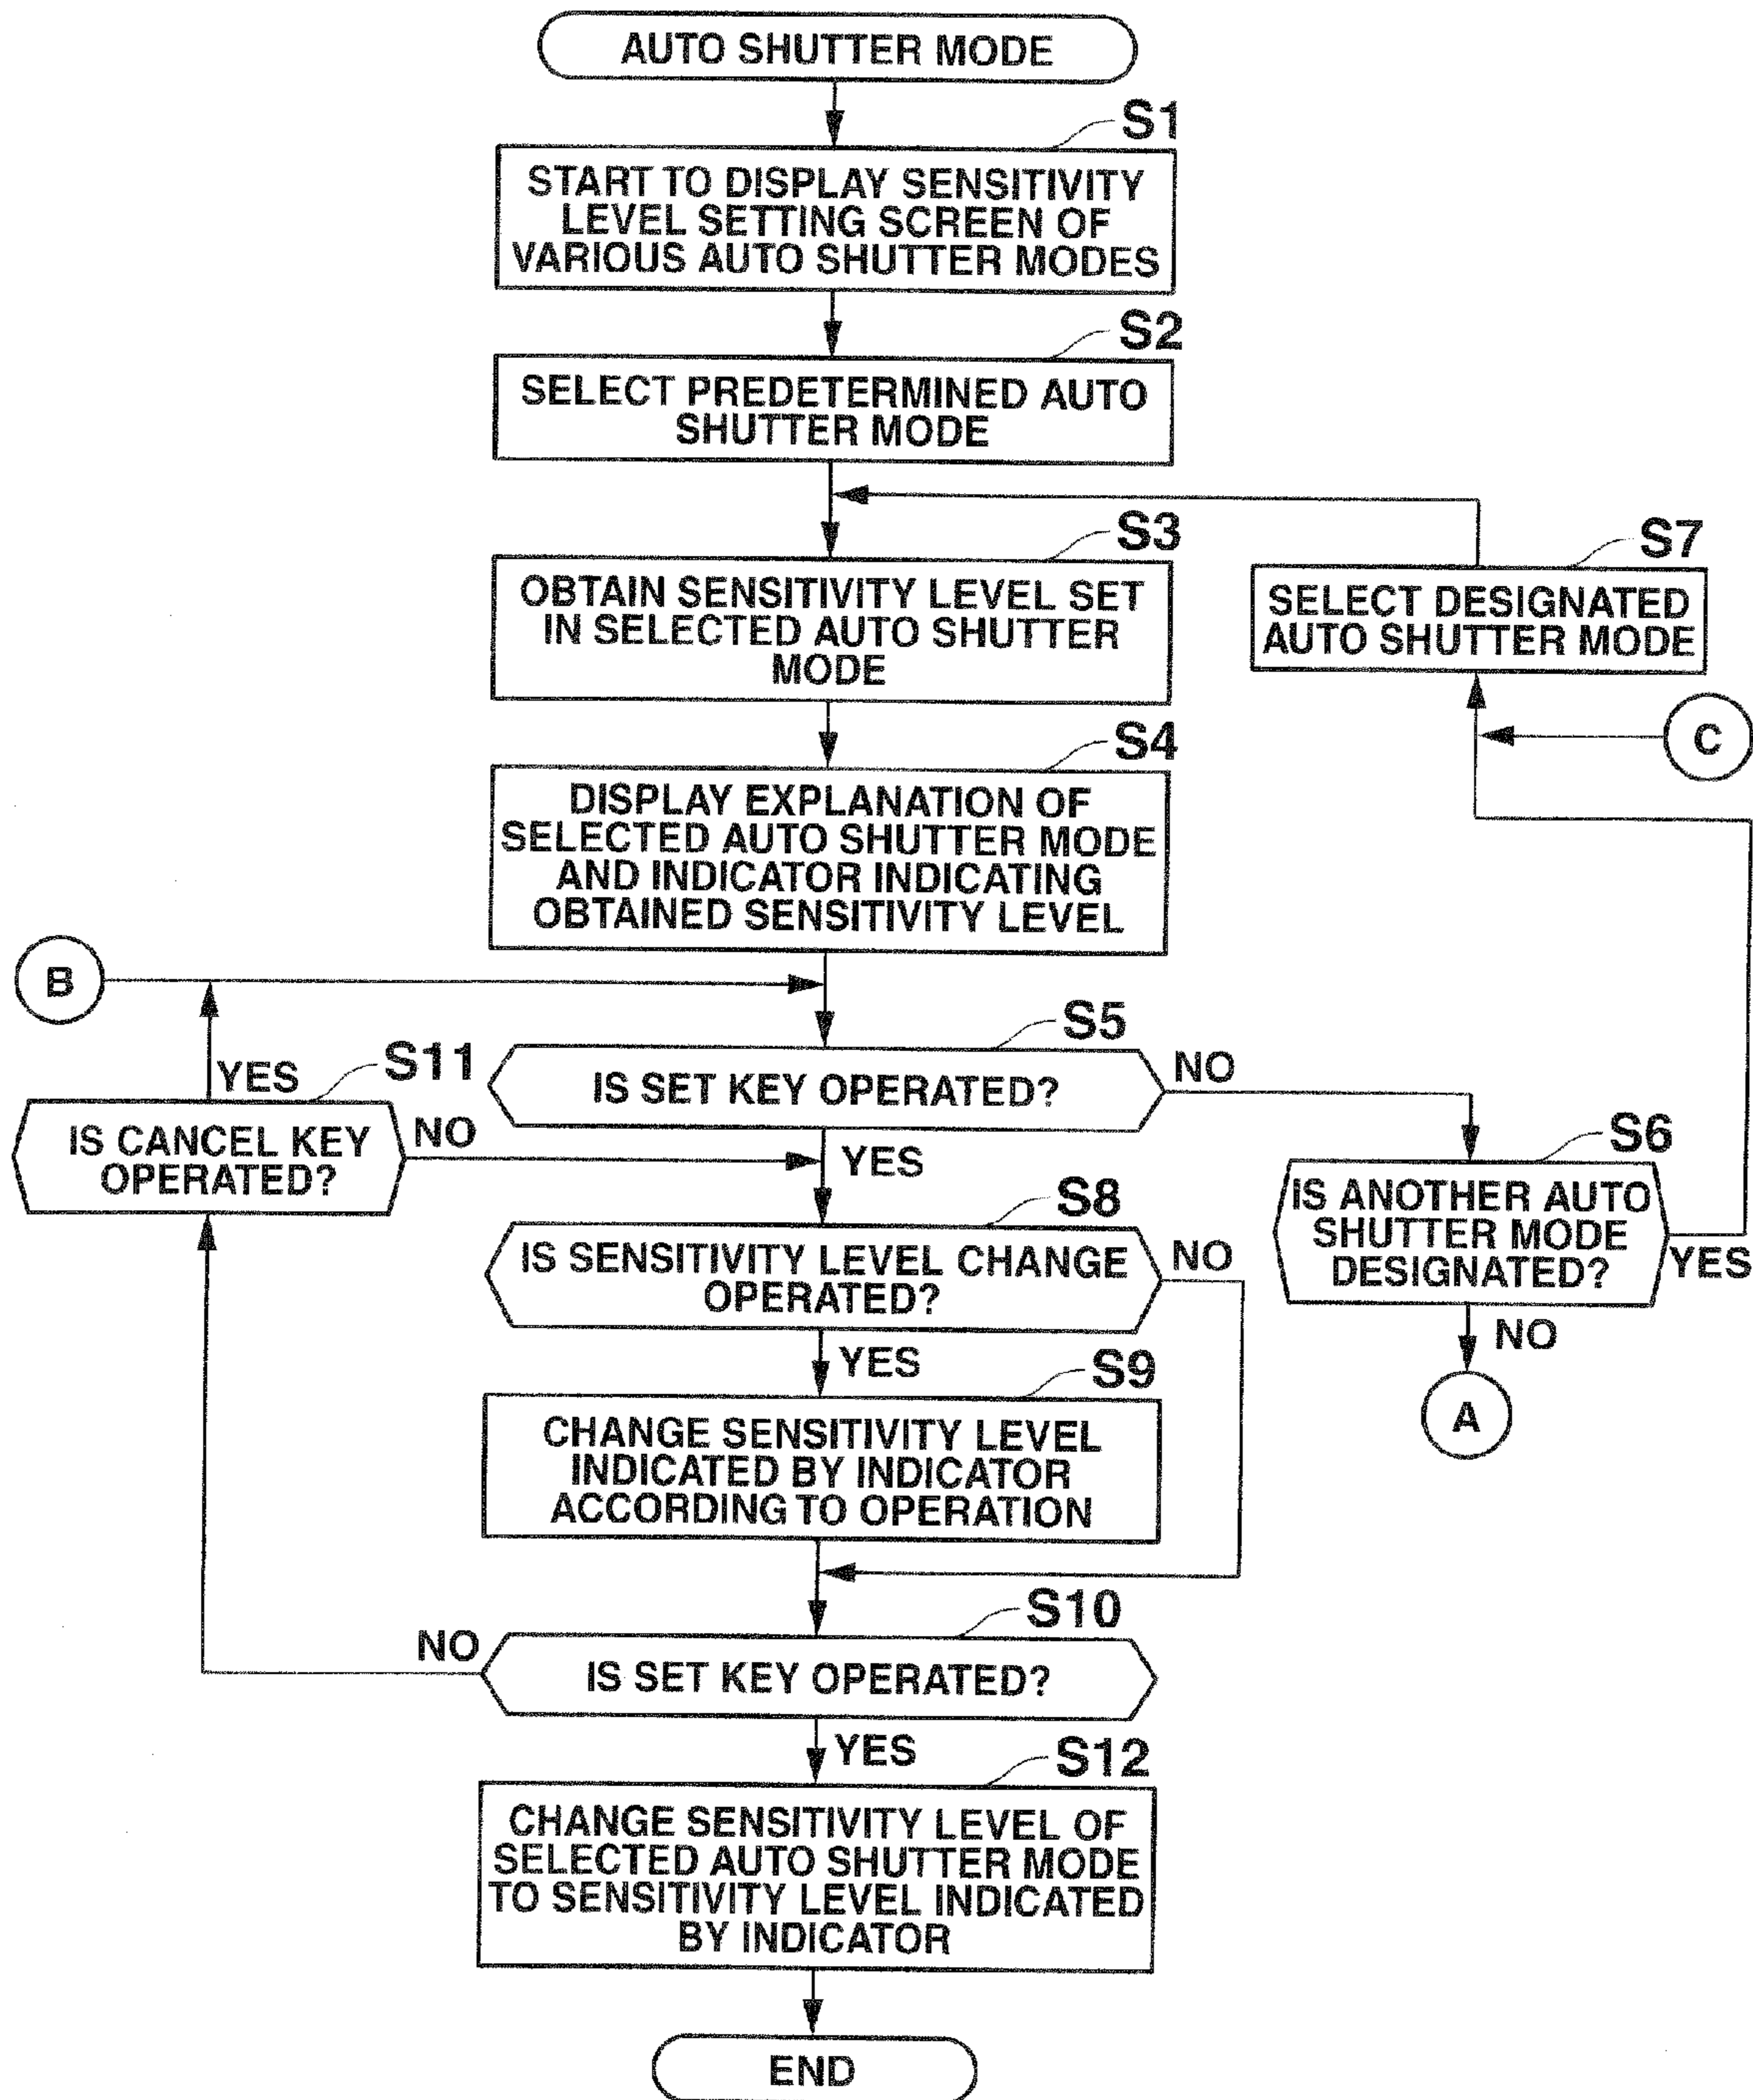 AUTO SHUTTER MODE
S1
START TO DISPLAY SENSITIVITY
LEVEL SETTING SCREEN OF
VARIOUS AUTO SHUTTER MODES
S2
SELECT PREDETERMINED AUTO
SHUTTER MODE
S3
OBTAIN SENSITIVITY LEVEL SET
IN SELECTED AUTO SHUTTER
MODE
S7
SELECT DESIGNATED
AUTO SHUTTER MODE
C
S4
DISPLAY EXPLANATION OF
SELECTED AUTO SHUTTER MODE
AND INDICATOR INDICATING
OBTAINED SENSITIVITY LEVEL
B
S5
IS SET KEY OPERATED?
NO
YES
S11
IS CANCEL KEY
OPERATED?
YES
NO
S6
IS ANOTHER AUTO
SHUTTER MODE
DESIGNATED?
YES
NO
A
S8
IS SENSITIVITY LEVEL CHANGE
OPERATED?
NO
YES
S9
CHANGE SENSITIVITY LEVEL
INDICATED BY INDICATOR
ACCORDING TO OPERATION
S10
IS SET KEY OPERATED?
NO
YES
S12
CHANGE SENSITIVITY LEVEL OF
SELECTED AUTO SHUTTER MODE
TO SENSITIVITY LEVEL INDICATED
BY INDICATOR
END